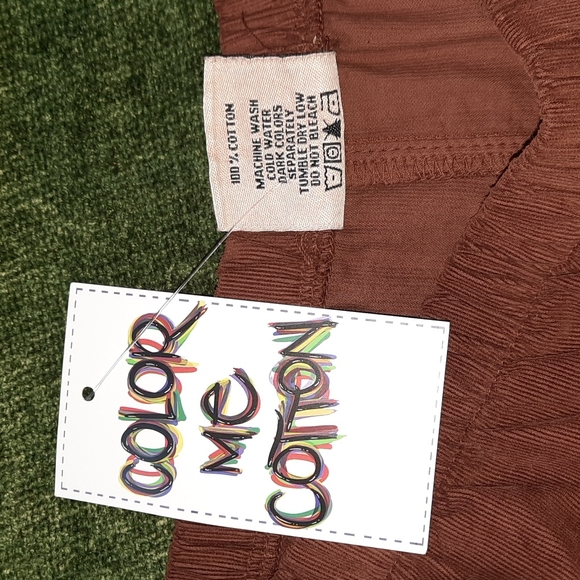 100% COTTON
MACHINE WASH
COLD WATER
DARK COLORS
SEPARATELY
TUMBLE DRY LOW
DO NOT BLEACH
COLOR
ME
COTTON